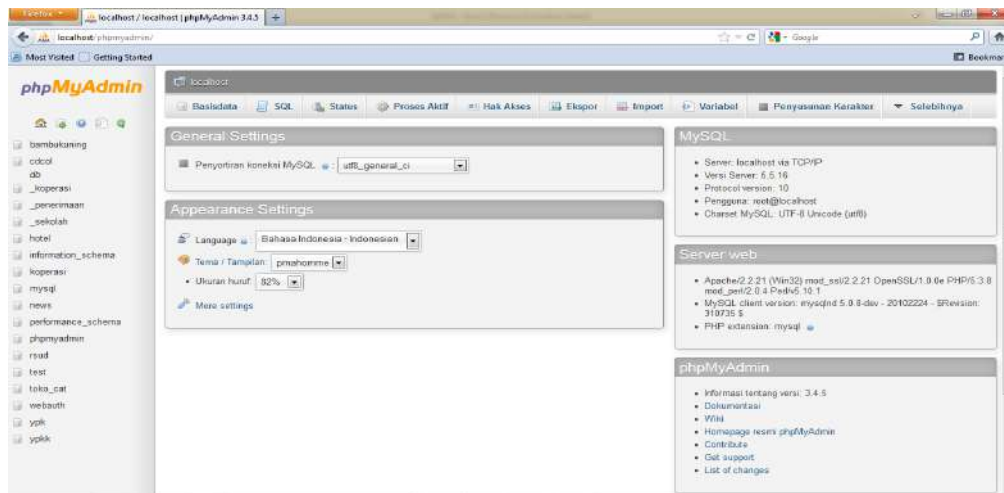 Firefox
localhost / localhost | phpMyAdmin 3.4.5
localhost/phpmyadmin/
Google
Most Visited
Getting Started
Bookmar
phpMyAdmin
bambukuning
cdcol
db
_koperasi
_penerimaan
_sekolah
hotel
information_schema
koperasi
mysql
news
performance_schema
phpmyadmin
rsud
test
toko_cat
webauth
ypk
ypkk
localhost
Basisdata
SQL
Status
Proses Aktif
Hak Akses
Ekspor
Import
Variabel
Penyusunan Karakter
Selebihnya
General Settings
Penyortiran koneksi MySQL : utf8_general_ci
Appearance Settings
Language : Bahasa Indonesia - Indonesian
Tema / Tampilan: pmahomme
Ukuran huruf: 82%
More settings
MySQL
Server: localhost via TCP/IP
Versi Server: 5.5.16
Protocol version: 10
Pengguna: root@localhost
Charset MySQL: UTF-8 Unicode (utf8)
Server web
Apache/2.2.21 (Win32) mod_ssl/2.2.21 OpenSSL/1.0.0e PHP/5.3.8
mod_perl/2.0.4 Perl/v5.10.1
MySQL client version: mysqlnd 5.0.8-dev - 20102224 - $Revision:
310735 $
PHP extension: mysql
phpMyAdmin
Informasi tentang versi: 3.4.5
Dokumentasi
Wiki
Homepage resmi phpMyAdmin
Contribute
Get support
List of changes